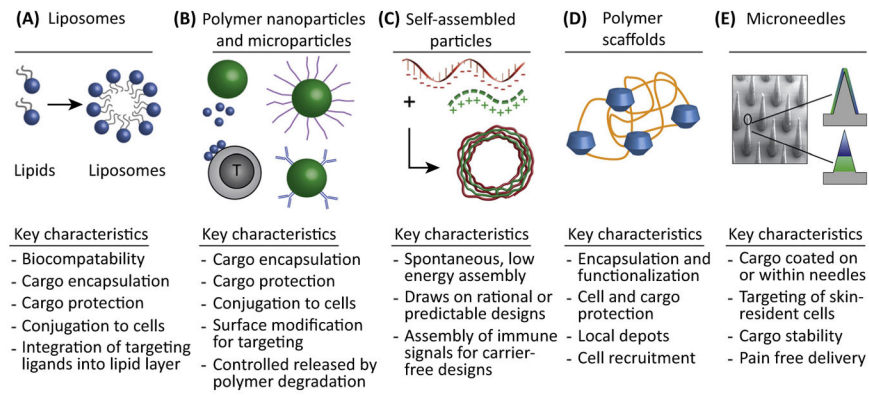 (A) Liposomes
Lipids
Liposomes
Key characteristics
- Biocompatability
- Cargo encapsulation
- Cargo protection
- Conjugation to cells
- Integration of targeting
ligands into lipid layer
(B) Polymer nanoparticles
and microparticles
T
Key characteristics
- Cargo encapsulation
- Cargo protection
- Conjugation to cells
- Surface modification
for targeting
- Controlled released by
polymer degradation
(C) Self-assembled
particles
+
Key characteristics
- Spontaneous, low
energy assembly
- Draws on rational or
predictable designs
- Assembly of immune
signals for carrier-
free designs
(D) Polymer
scaffolds
Key characteristics
- Encapsulation and
functionalization
- Cell and cargo
protection
- Local depots
- Cell recruitment
(E) Microneedles
Key characteristics
- Cargo coated on
or within needles
- Targeting of skin-
resident cells
- Cargo stability
- Pain free delivery